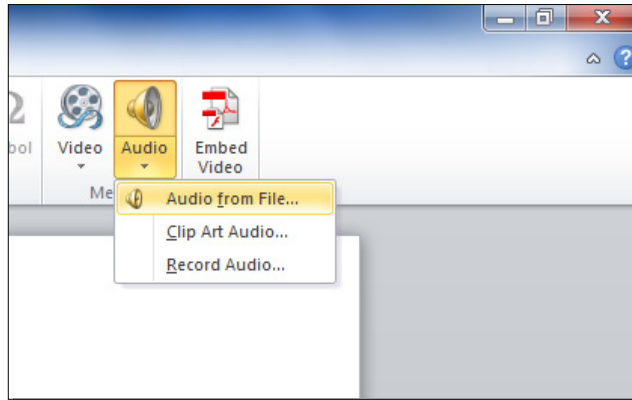 bol
Video
Audio
Embed
Video
Me
Audio from File...
Clip Art Audio...
Record Audio...